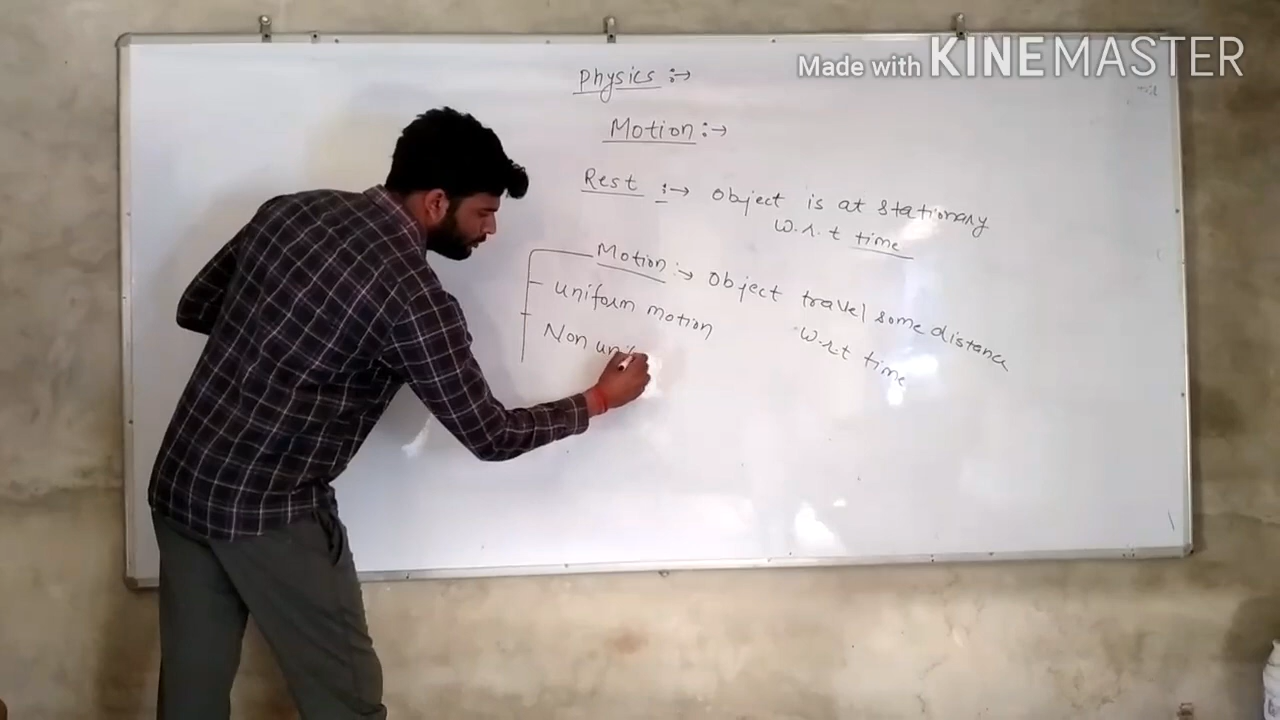 Made with KINEMASTER
Physics :→
Motion :→
Rest :→ Object is at stationary
w.r.t time
Motion :→ Object travel some distance
w.r.t time
uniform motion
Non uni